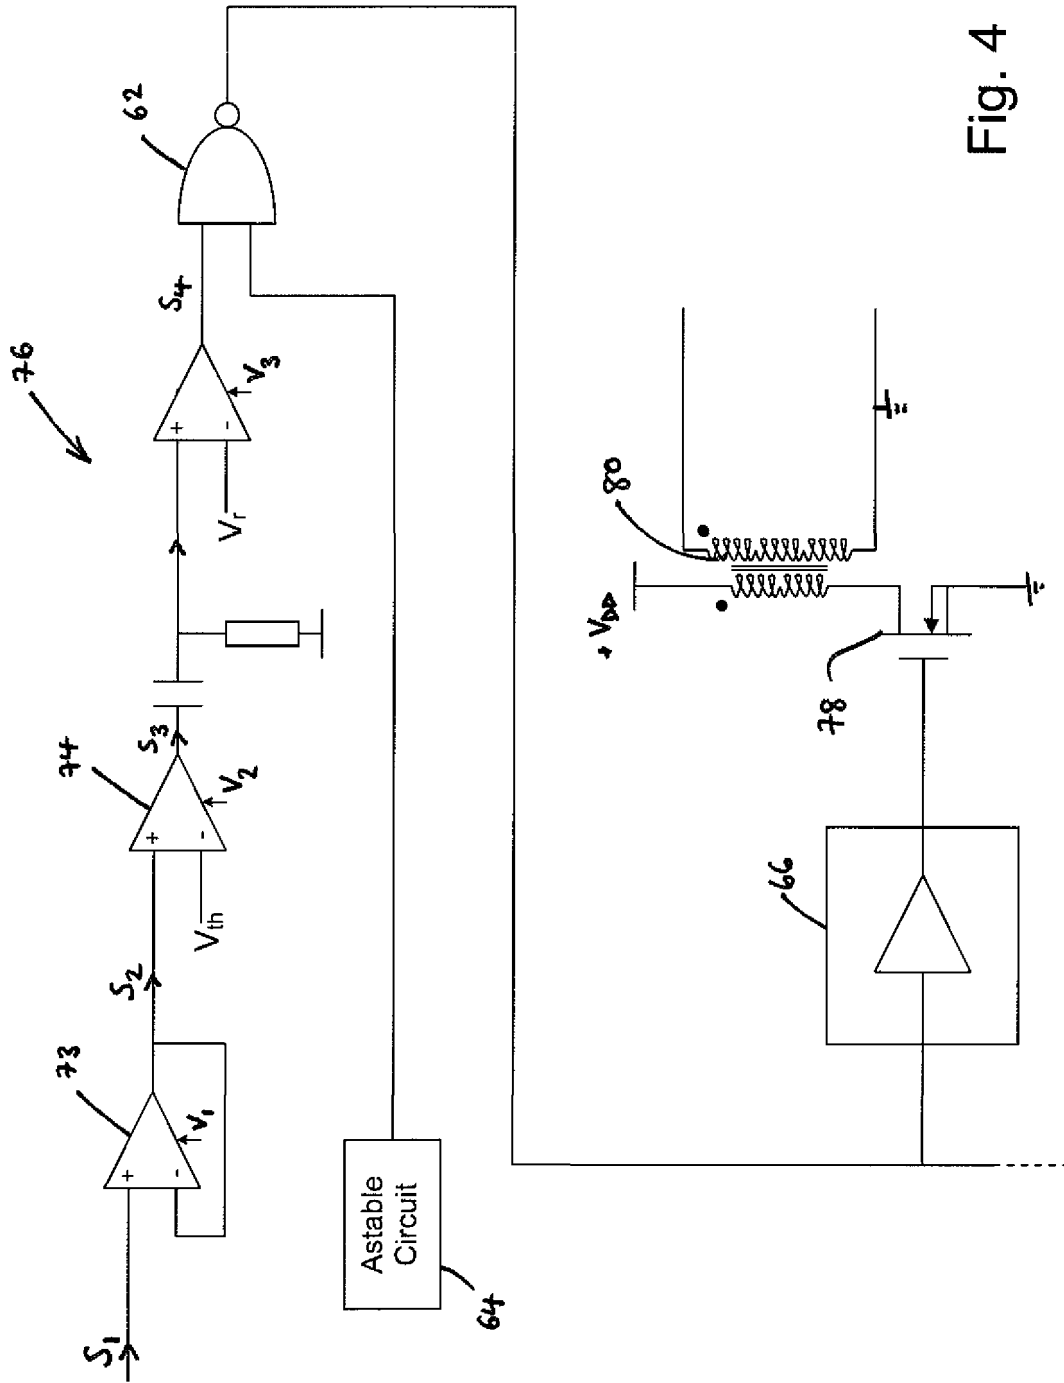 76
62
S1
73
+
-
V1
S2
74
+
-
Vth
V2
S3
+
-
Vr
V3
S4
Astable
Circuit
64
66
78
+ VDD
80
Fig. 4